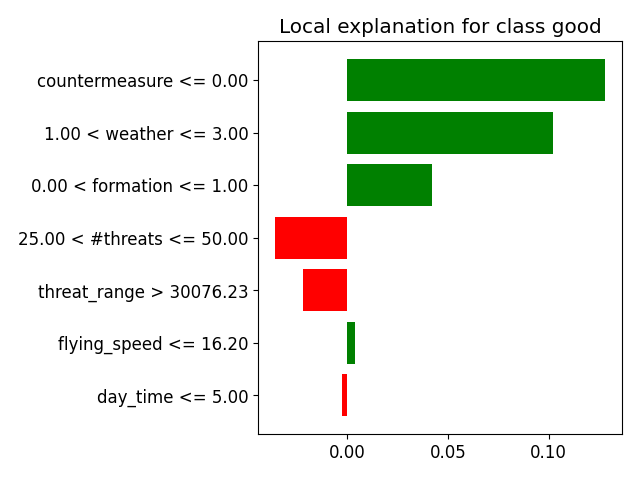 Local explanation for class good
countermeasure <= 0.00
1.00 < weather <= 3.00
0.00 < formation <= 1.00
25.00 < #threats <= 50.00
threat_range > 30076.23
flying_speed <= 16.20
day_time <= 5.00
0.00 0.05 0.10